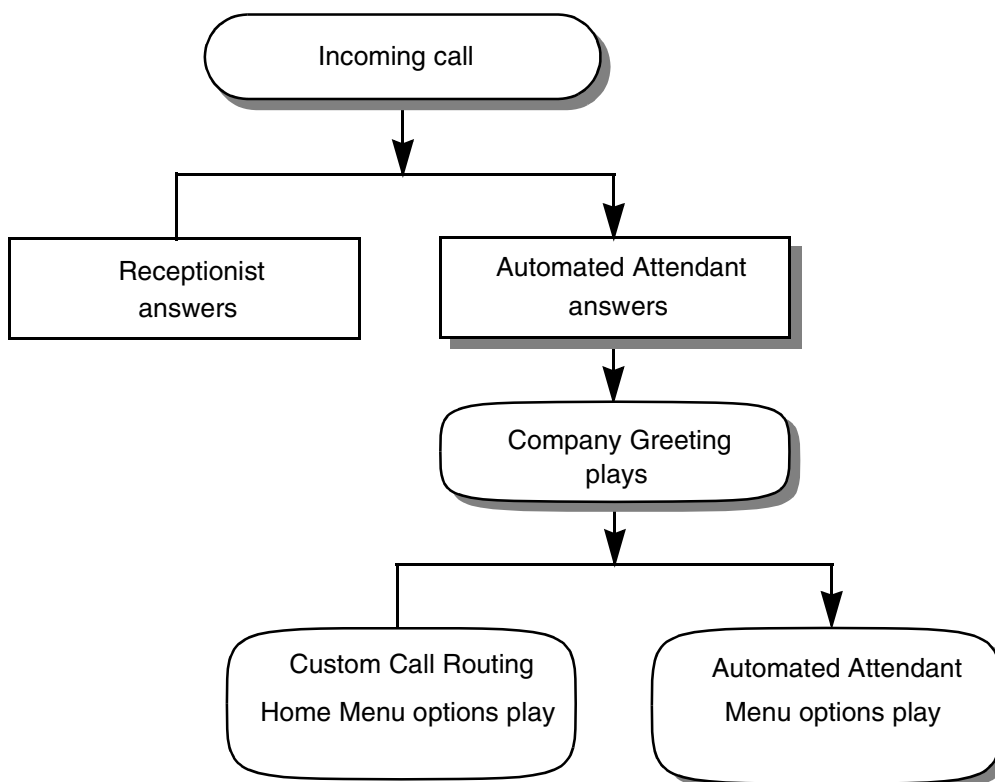 Incoming call
Receptionist
answers
Automated Attendant
answers
Company Greeting
plays
Custom Call Routing
Home Menu options play
Automated Attendant
Menu options play